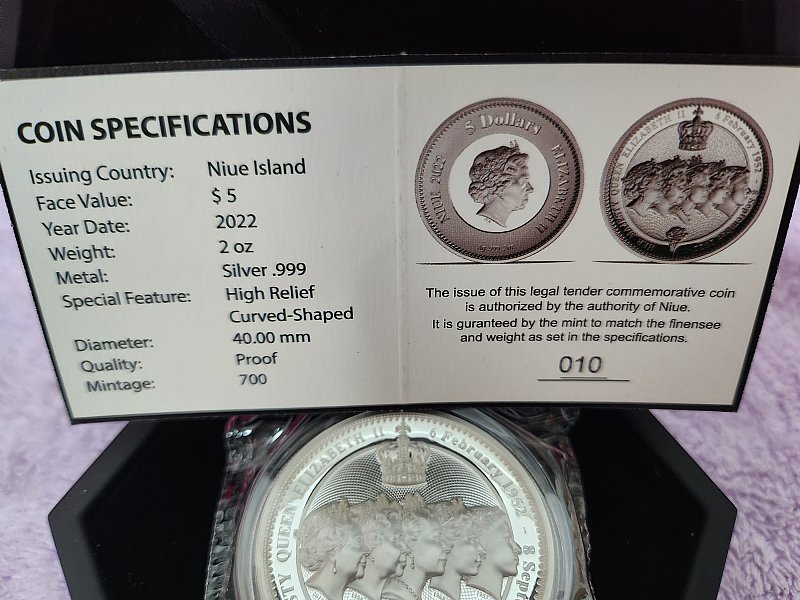 COIN SPECIFICATIONS
Issuing Country: Niue Island
Face Value: $ 5
Year Date: 2022
Weight: 2 oz
Metal: Silver .999
Special Feature: High Relief
Curved-Shaped
Diameter: 40.00 mm
Quality: Proof
Mintage: 700
5 Dollars
NIUE 2022
ELIZABETH II
QUEEN ELIZABETH II
6 February 1952
The issue of this legal tender commemorative coin
is authorized by the authority of Niue.
It is guranteed by the mint to match the finensee
and weight as set in the specifications.
010
STY QUEEN ELIZABETH II 6 February 1952 - 8 Sept